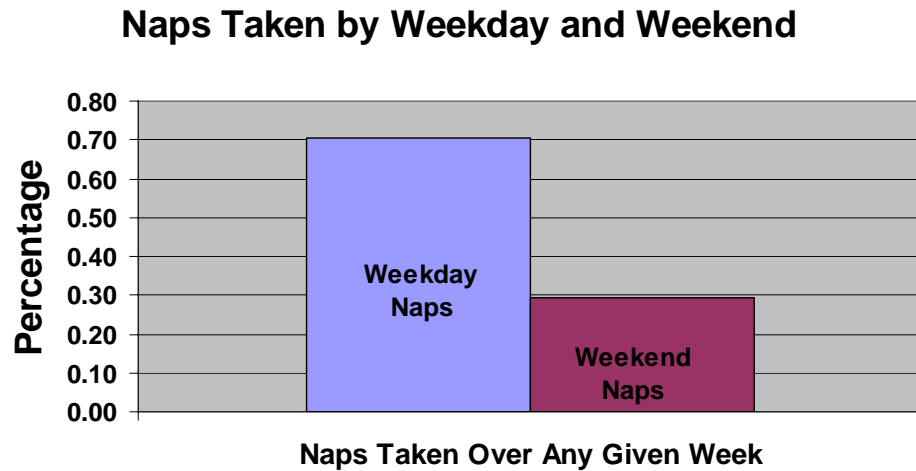 Naps Taken by Weekday and Weekend
Percentage
0.80
0.70
0.60
0.50
0.40
0.30
0.20
0.10
0.00
Weekday
Naps
Weekend
Naps
Naps Taken Over Any Given Week